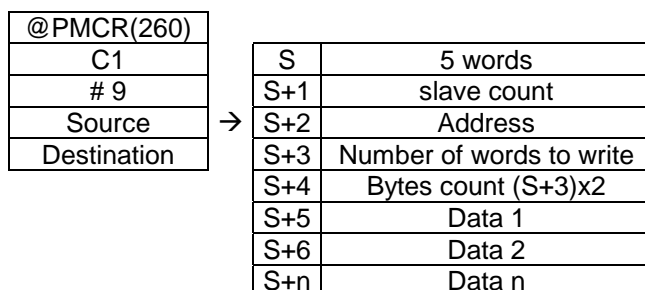 @PMCR(260)
C1
# 9
Source
Destination
→
S 5 words
S+1 slave count
S+2 Address
S+3 Number of words to write
S+4 Bytes count (S+3)x2
S+5 Data 1
S+6 Data 2
S+n Data n